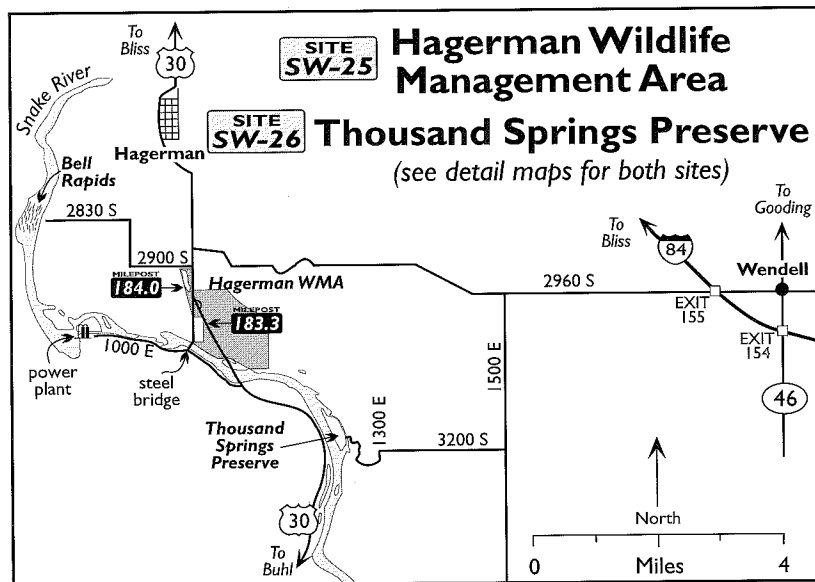 SITE
SW-25
Hagerman Wildlife
Management Area
SITE
SW-26
Thousand Springs Preserve
(see detail maps for both sites)
To
Bliss
30
Snake River
Hagerman
Bell
Rapids
2830 S
2900 S
MILEPOST
184.0
Hagerman WMA
MILEPOST
183.3
To
Bliss
84
To
Gooding
Wendell
2960 S
EXIT
155
EXIT
154
46
1000 E
power
plant
steel
bridge
1500 E
1300 E
3200 S
Thousand
Springs
Preserve
30
To
Buhl
North
0
Miles
4